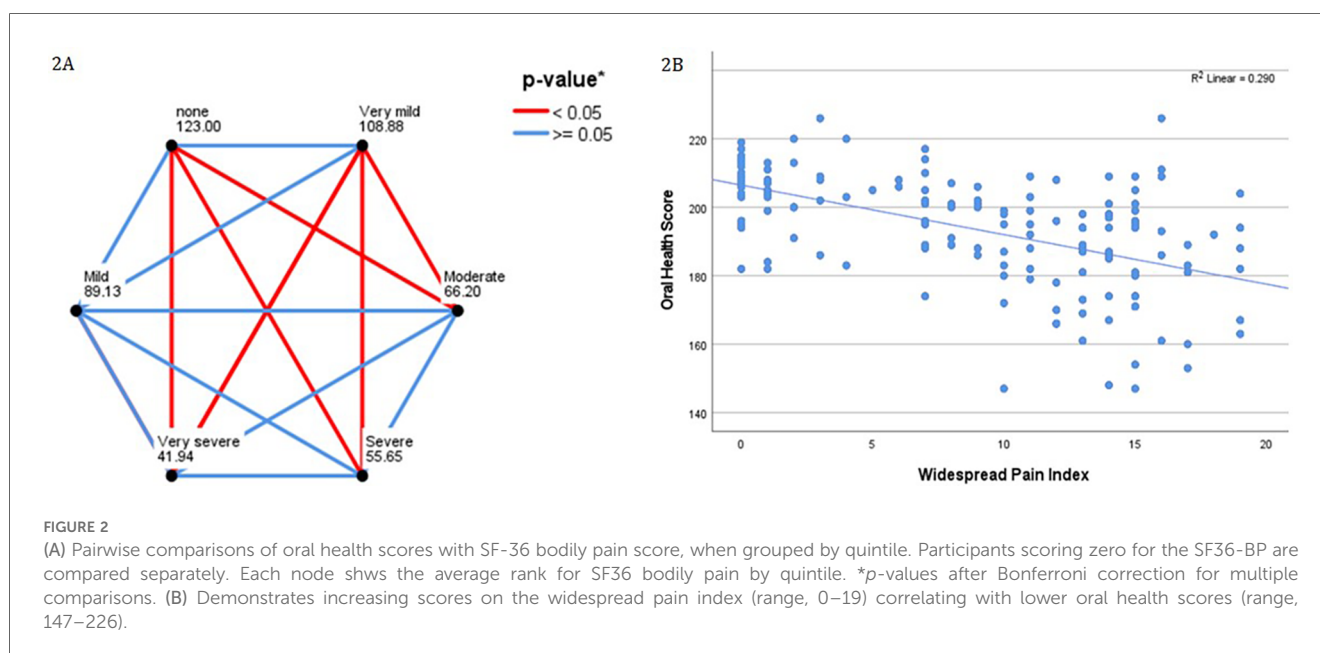 2A
p-value*
< 0.05
>= 0.05
none
123.00
Very mild
108.88
Mild
89.13
Moderate
66.20
Very severe
41.94
Severe
55.65
2B
R2 Linear = 0.290
Oral Health Score
220
200
180
160
140
0 5 10 15 20
Widespread Pain Index
FIGURE 2
(A) Pairwise comparisons of oral health scores with SF-36 bodily pain score, when grouped by quintile. Participants scoring zero for the SF36-BP are
compared separately. Each node shws the average rank for SF36 bodily pain by quintile. *p-values after Bonferroni correction for multiple
comparisons. (B) Demonstrates increasing scores on the widespread pain index (range, 0–19) correlating with lower oral health scores (range,
147–226).